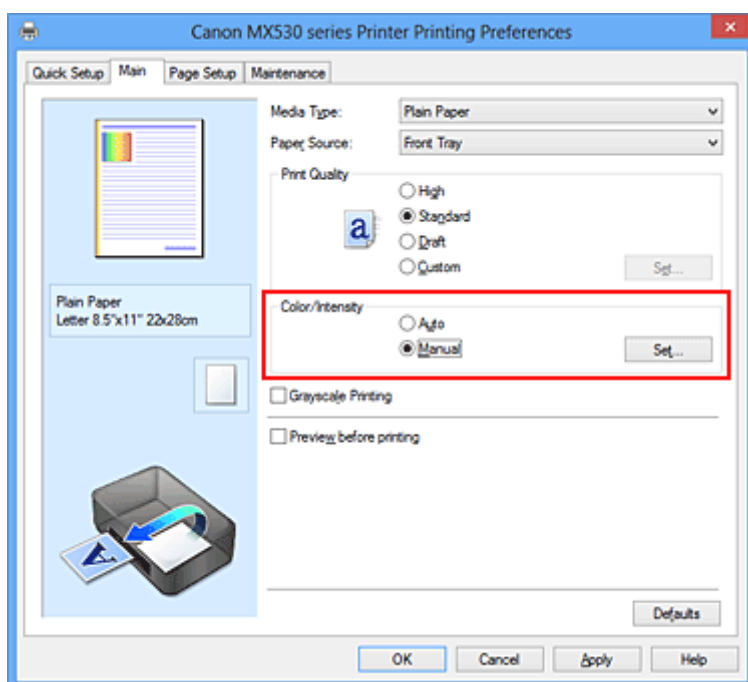 Canon MX530 series Printer Printing Preferences
Quick Setup Main Page Setup Maintenance
Media Type: Plain Paper
Paper Source: Front Tray
Print Quality
High
a
Standard
Draft
Custom Set...
Plain Paper
Letter 8.5"x11" 22x28cm
Color/Intensity
Auto
Manual Set...
Grayscale Printing
Preview before printing
A
Defaults
OK Cancel Apply Help